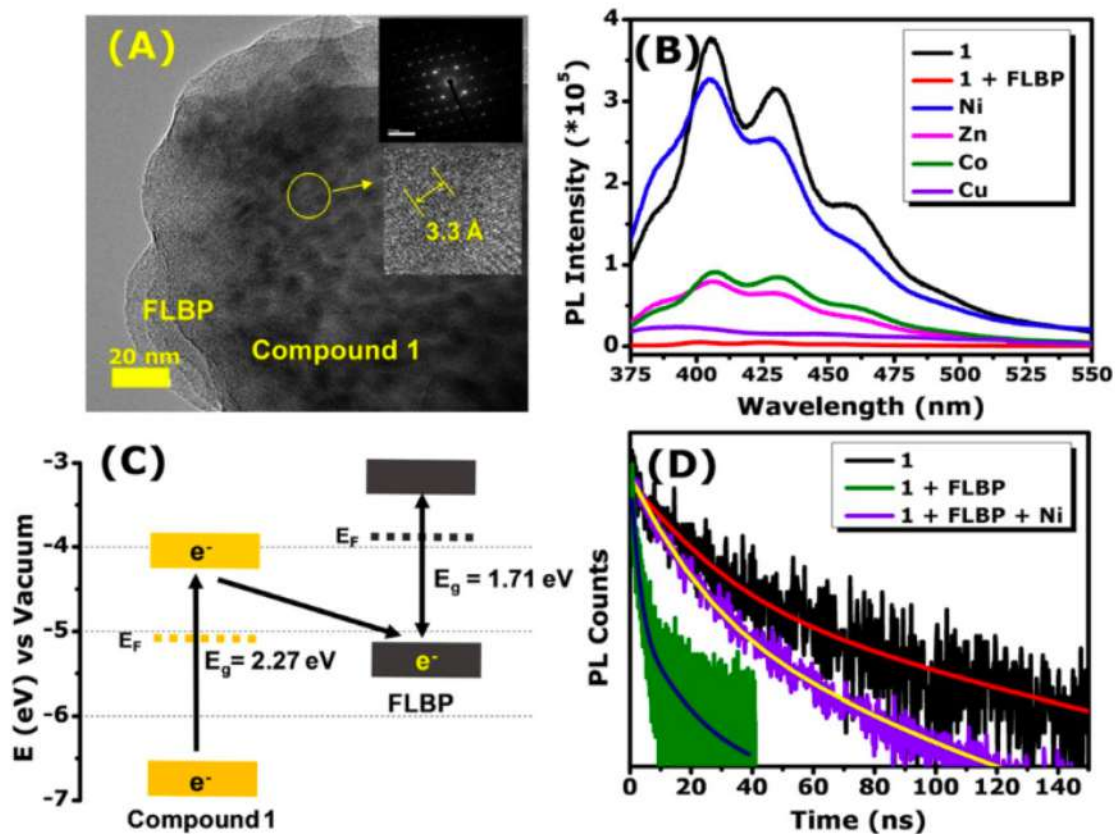 (A)
3.3 Å
FLBP
Compound 1
20 nm
(B)
PL Intensity (*10⁵)
4
3
2
1
0
1
1 + FLBP
Ni
Zn
Co
Cu
375 400 425 450 475 500 525 550
Wavelength (nm)
(C)
E (eV) vs Vacuum
-3
-4
-5
-6
-7
e⁻
E_F
E_g= 2.27 eV
e⁻
Compound 1
E_F
E_g = 1.71 eV
e⁻
FLBP
(D)
PL Counts
1
1 + FLBP
1 + FLBP + Ni
0 20 40 60 80 100 120 140
Time (ns)